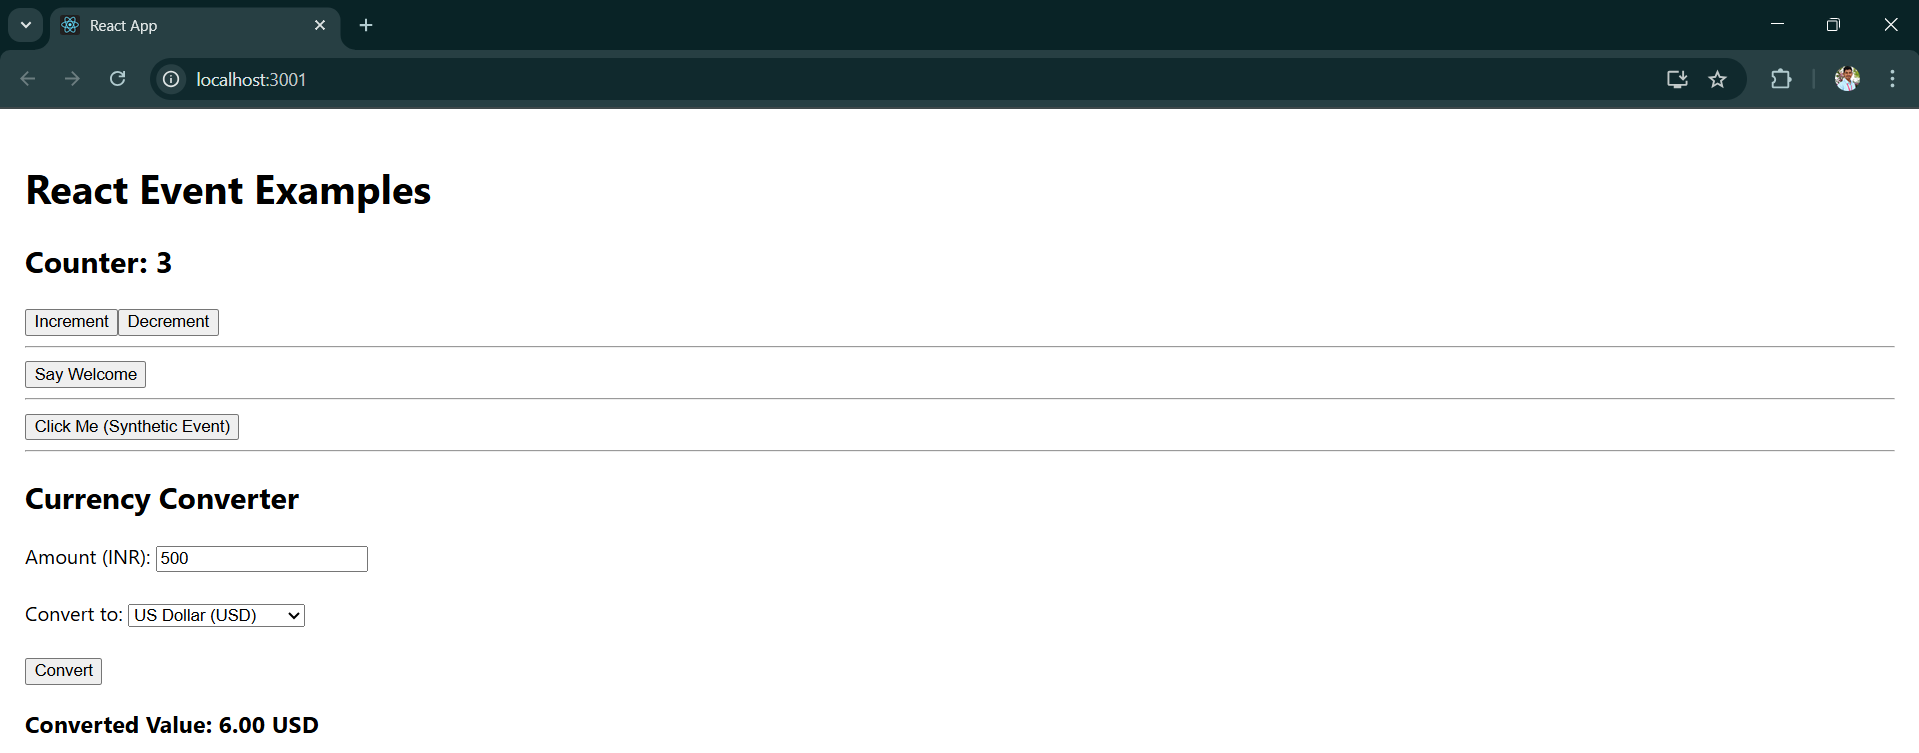 React App
localhost:3001
React Event Examples
Counter: 3
Increment Decrement
Say Welcome
Click Me (Synthetic Event)
Currency Converter
Amount (INR): 500
Convert to: US Dollar (USD)
Convert
Converted Value: 6.00 USD